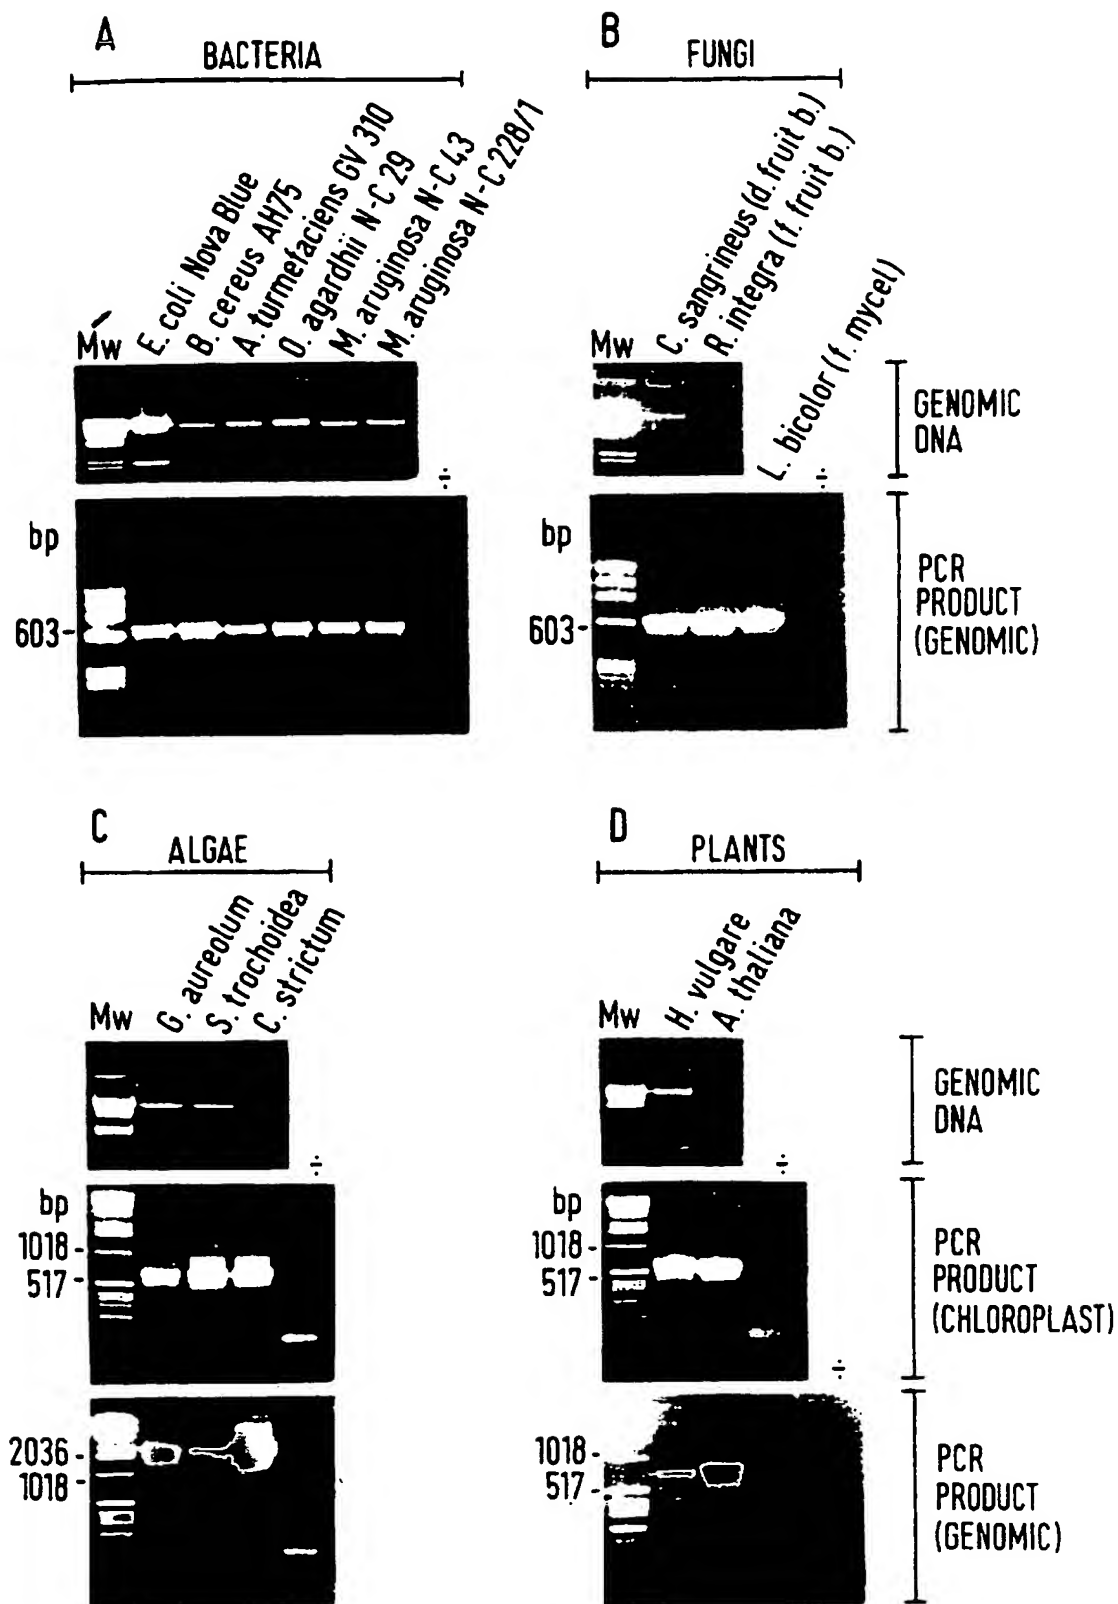 A
BACTERIA
E. coli Nova Blue
B. cereus AH75
A. turmefaciens GV 310
O. agardhii N-C 29
M. aruginosa N-C 43
M. aruginosa N-C 228/1
Mw
÷
bp
603-
B
FUNGI
C. sangrineus (d. fruit b.)
R. integra (f. fruit b.)
L. bicolor (f. mycel)
Mw
÷
bp
603-
GENOMIC
DNA
PCR
PRODUCT
(GENOMIC)
C
ALGAE
G. aureolum
S. trochoidea
C. strictum
Mw
÷
bp
1018-
517-
2036-
1018-
D
PLANTS
H. vulgare
A. thaliana
Mw
÷
bp
1018-
517-
÷
1018-
517-
GENOMIC
DNA
PCR
PRODUCT
(CHLOROPLAST)
PCR
PRODUCT
(GENOMIC)